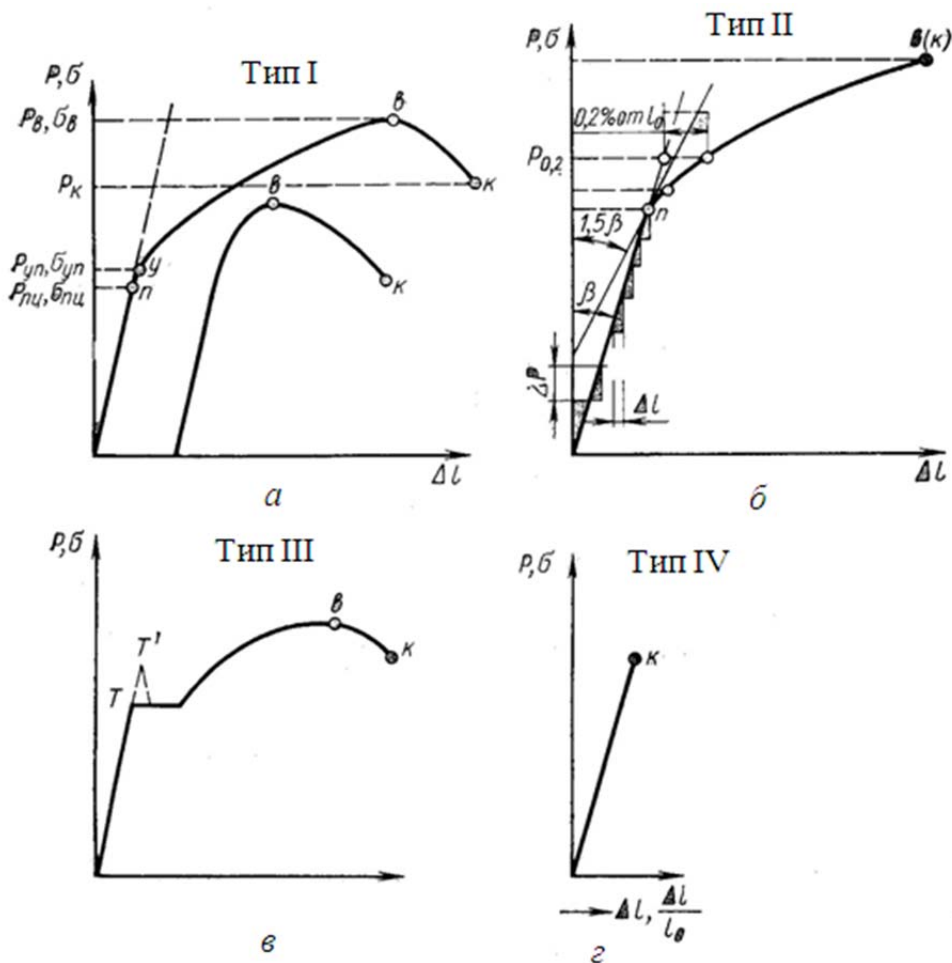 Тип I
P,б
Pв, бв
в
Pк
к
в
Pуп, буп
у
Pпц, бпц
п
к
Δl
а
Тип II
P,б
в(к)
0,2% от l₀
P₀,₂
п
1,5β
β
ΔP
Δl
Δl
б
Тип III
P,б
в
к
T'
T
в
Тип IV
P,б
к
Δl, Δl/l₀
г